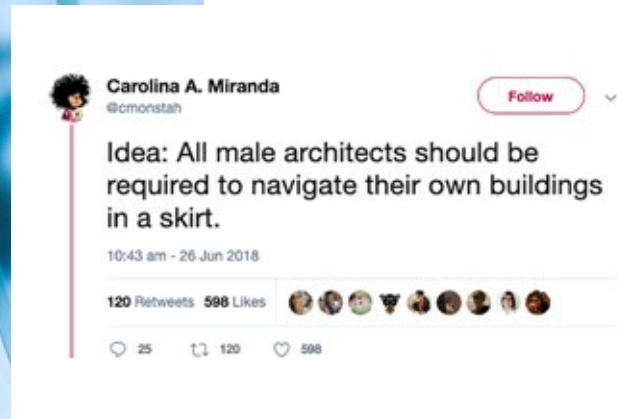 Carolina A. Miranda
@cmonstah
Follow
Idea: All male architects should be
required to navigate their own buildings
in a skirt.
10:43 am - 26 Jun 2018
120 Retweets 598 Likes
25 120 598